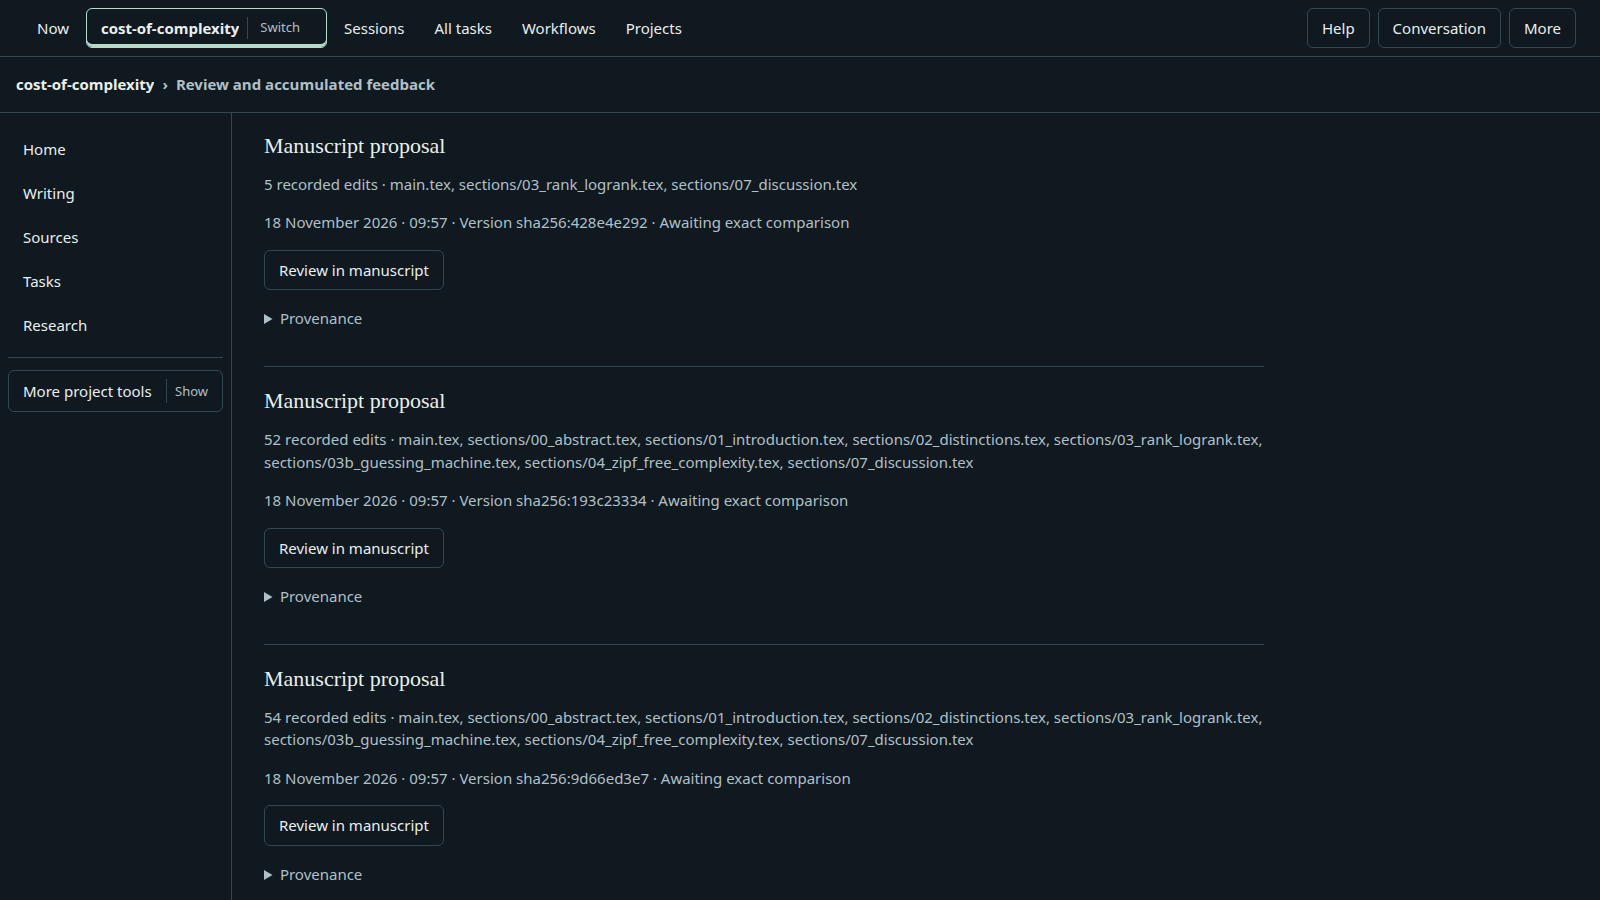 Now
cost-of-complexity
Switch
Sessions
All tasks
Workflows
Projects
Help
Conversation
More
cost-of-complexity › Review and accumulated feedback
Home
Writing
Sources
Tasks
Research
More project tools
Show
Manuscript proposal
5 recorded edits · main.tex, sections/03_rank_logrank.tex, sections/07_discussion.tex
18 November 2026 · 09:57 · Version sha256:428e4e292 · Awaiting exact comparison
Review in manuscript
Provenance
Manuscript proposal
52 recorded edits · main.tex, sections/00_abstract.tex, sections/01_introduction.tex, sections/02_distinctions.tex, sections/03_rank_logrank.tex,
sections/03b_guessing_machine.tex, sections/04_zipf_free_complexity.tex, sections/07_discussion.tex
18 November 2026 · 09:57 · Version sha256:193c23334 · Awaiting exact comparison
Review in manuscript
Provenance
Manuscript proposal
54 recorded edits · main.tex, sections/00_abstract.tex, sections/01_introduction.tex, sections/02_distinctions.tex, sections/03_rank_logrank.tex,
sections/03b_guessing_machine.tex, sections/04_zipf_free_complexity.tex, sections/07_discussion.tex
18 November 2026 · 09:57 · Version sha256:9d66ed3e7 · Awaiting exact comparison
Review in manuscript
Provenance